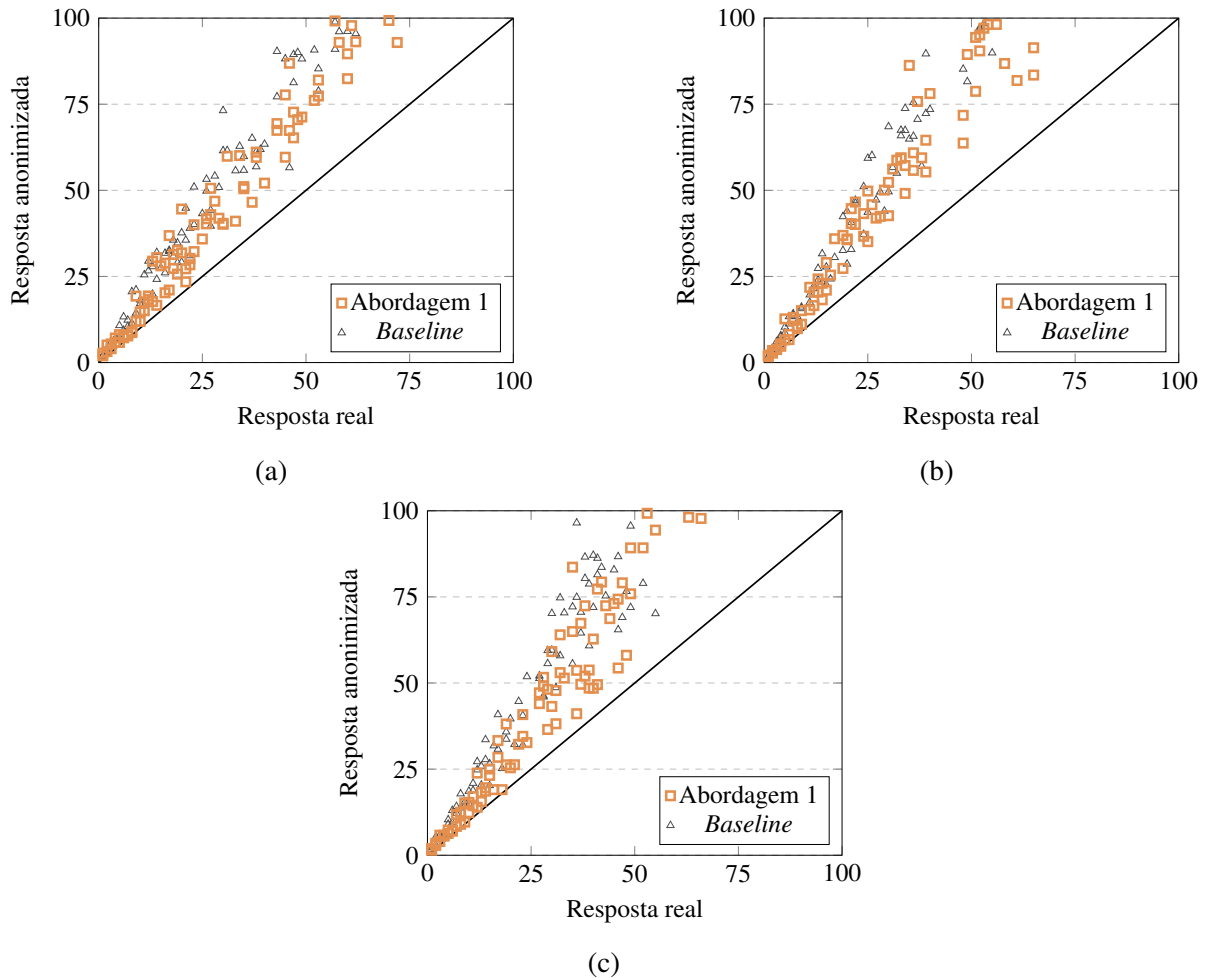 100
75
50
25
0
Resposta anonimizada
0 25 50 75 100
Resposta real
Abordagem 1
Baseline
(a)
100
75
50
25
0
Resposta anonimizada
0 25 50 75 100
Resposta real
Abordagem 1
Baseline
(b)
100
75
50
25
0
Resposta anonimizada
0 25 50 75 100
Resposta real
Abordagem 1
Baseline
(c)